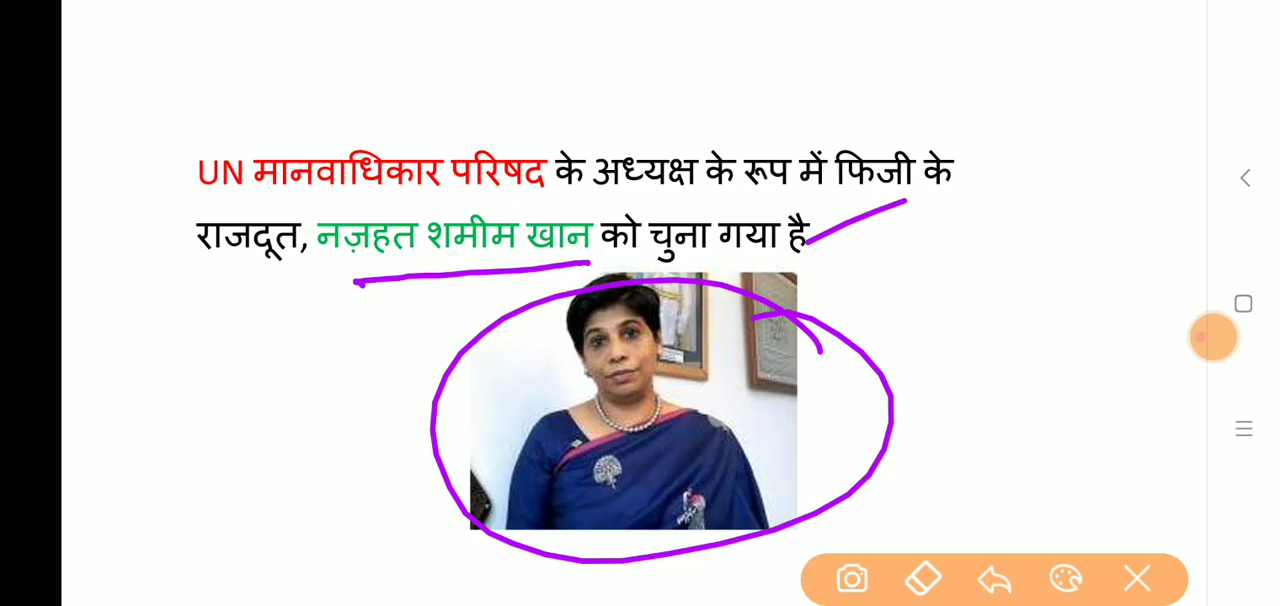 UN मानवाधिकार परिषद के अध्यक्ष के रूप में फिजी के
राजदूत, नज़हत शमीम खान को चुना गया है